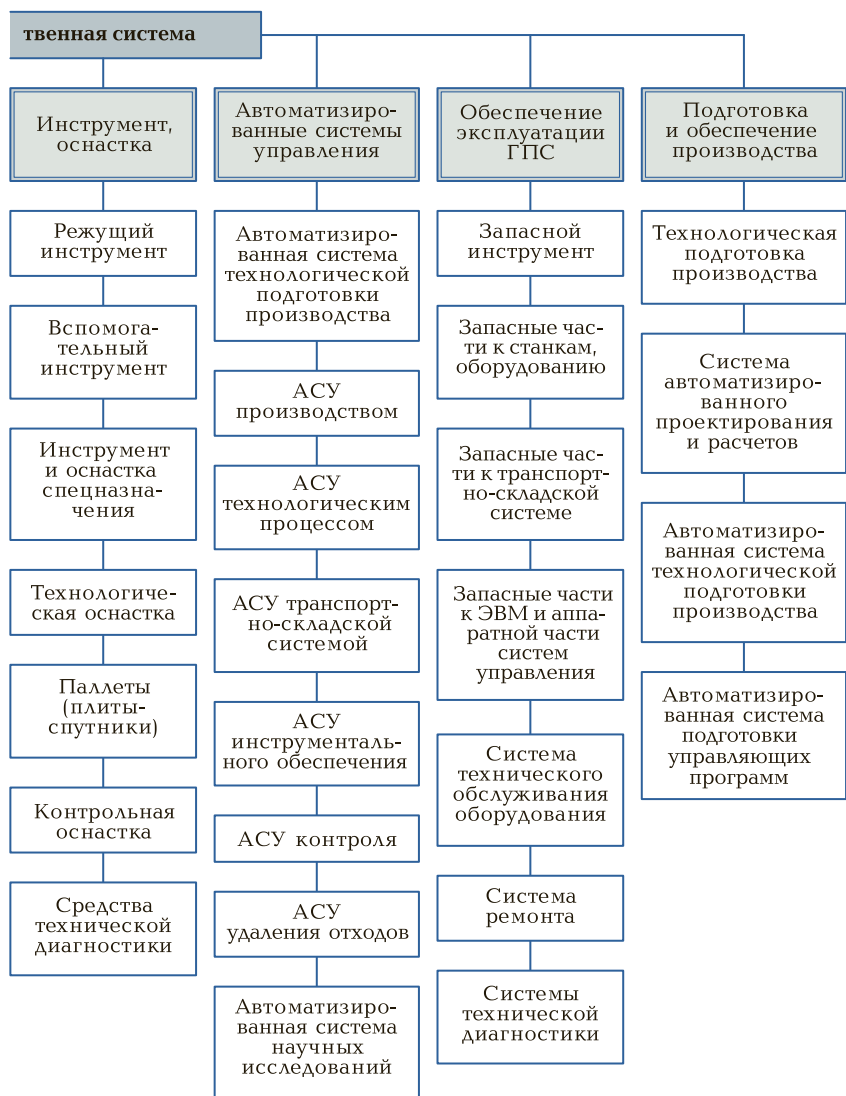 твенная система
Инструмент,
оснастка
Режущий
инструмент
Вспомога-
тельный
инструмент
Инструмент
и оснастка
спецназна-
чения
Технологиче-
ская оснастка
Паллеты
(плиты-
спутники)
Контрольная
оснастка
Средства
технической
диагностики
Автоматизиро-
ванные системы
управления
Автоматизиро-
ванная система
технологической
подготовки
производства
АСУ
производством
АСУ
технологическим
процессом
АСУ транспорт-
но-складской
системой
АСУ
инструменталь-
ного обеспечения
АСУ контроля
АСУ
удаления отходов
Автоматизиро-
ванная система
научных
исследований
Обеспечение
эксплуатации
ГПС
Запасной
инструмент
Запасные час-
ти к станкам,
оборудованию
Запасные час-
ти к транспорт-
но-складской
системе
Запасные части
к ЭВМ и аппа-
ратной части
систем
управления
Система
технического
обслуживания
оборудования
Система
ремонта
Системы
технической
диагностики
Подготовка
и обеспечение
производства
Технологическая
подготовка
производства
Система
автоматизиро-
ванного
проектирования
и расчетов
Автоматизиро-
ванная система
технологической
подготовки
производства
Автоматизиро-
ванная система
подготовки
управляющих
программ